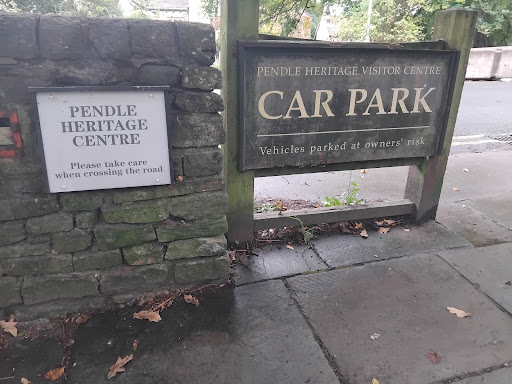 PENDLE
HERITAGE
CENTRE
Please take care
when crossing the road
PENDLE HERITAGE VISITOR CENTRE
CAR PARK
Vehicles parked at owners' risk